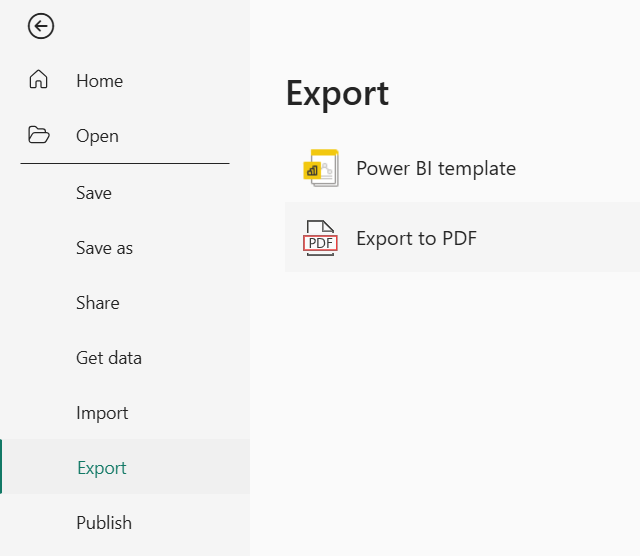 Home
Open
Save
Save as
Share
Get data
Import
Export
Publish
Export
Power BI template
PDF
Export to PDF